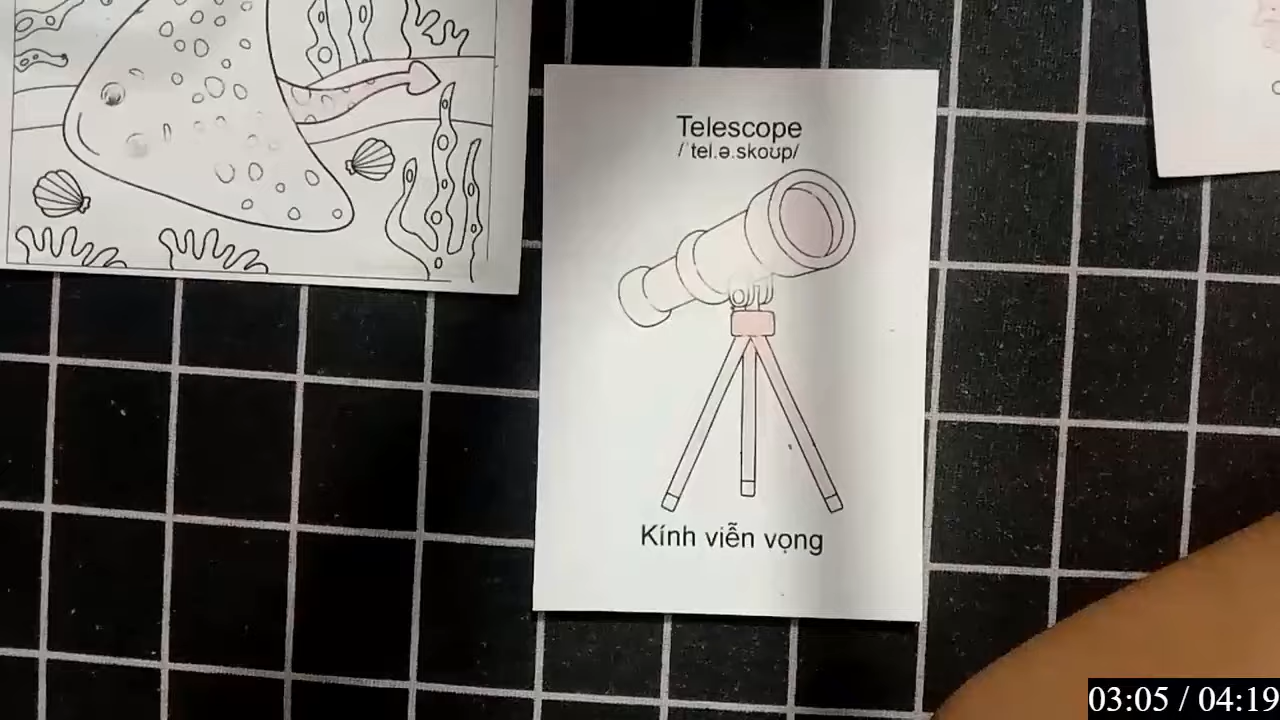 Telescope
/ˈtel.ə.skoʊp/
Kính viễn vọng
03:05 / 04:19